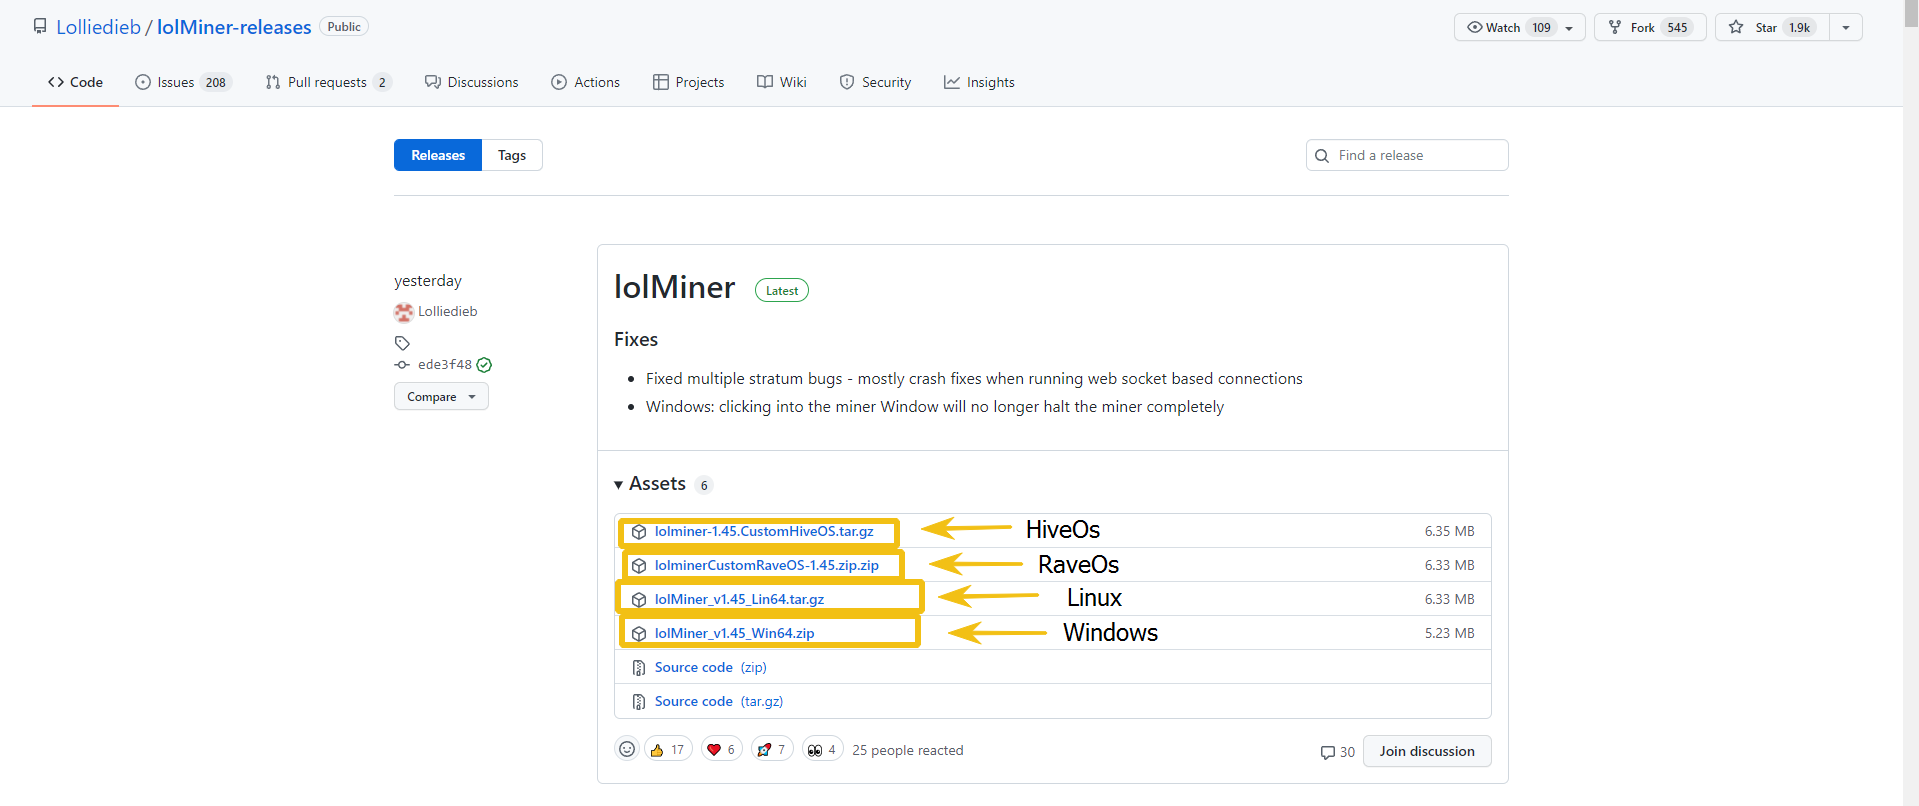 Lolliedieb / lolMiner-releases Public
Watch 109 Fork 545 Star 1.9k
Code Issues 208 Pull requests 2 Discussions Actions Projects Wiki Security Insights
Releases Tags
Find a release
yesterday
Lolliedieb
ede3f48
Compare
lolMiner Latest
Fixes
Fixed multiple stratum bugs - mostly crash fixes when running web socket based connections
Windows: clicking into the miner Window will no longer halt the miner completely
Assets 6
lolminer-1.45.CustomHiveOS.tar.gz HiveOs 6.35 MB
lolminerCustomRaveOS-1.45.zip.zip RaveOs 6.33 MB
lolMiner_v1.45_Lin64.tar.gz Linux 6.33 MB
lolMiner_v1.45_Win64.zip Windows 5.23 MB
Source code (zip)
Source code (tar.gz)
17 6 7 4 25 people reacted
30 Join discussion